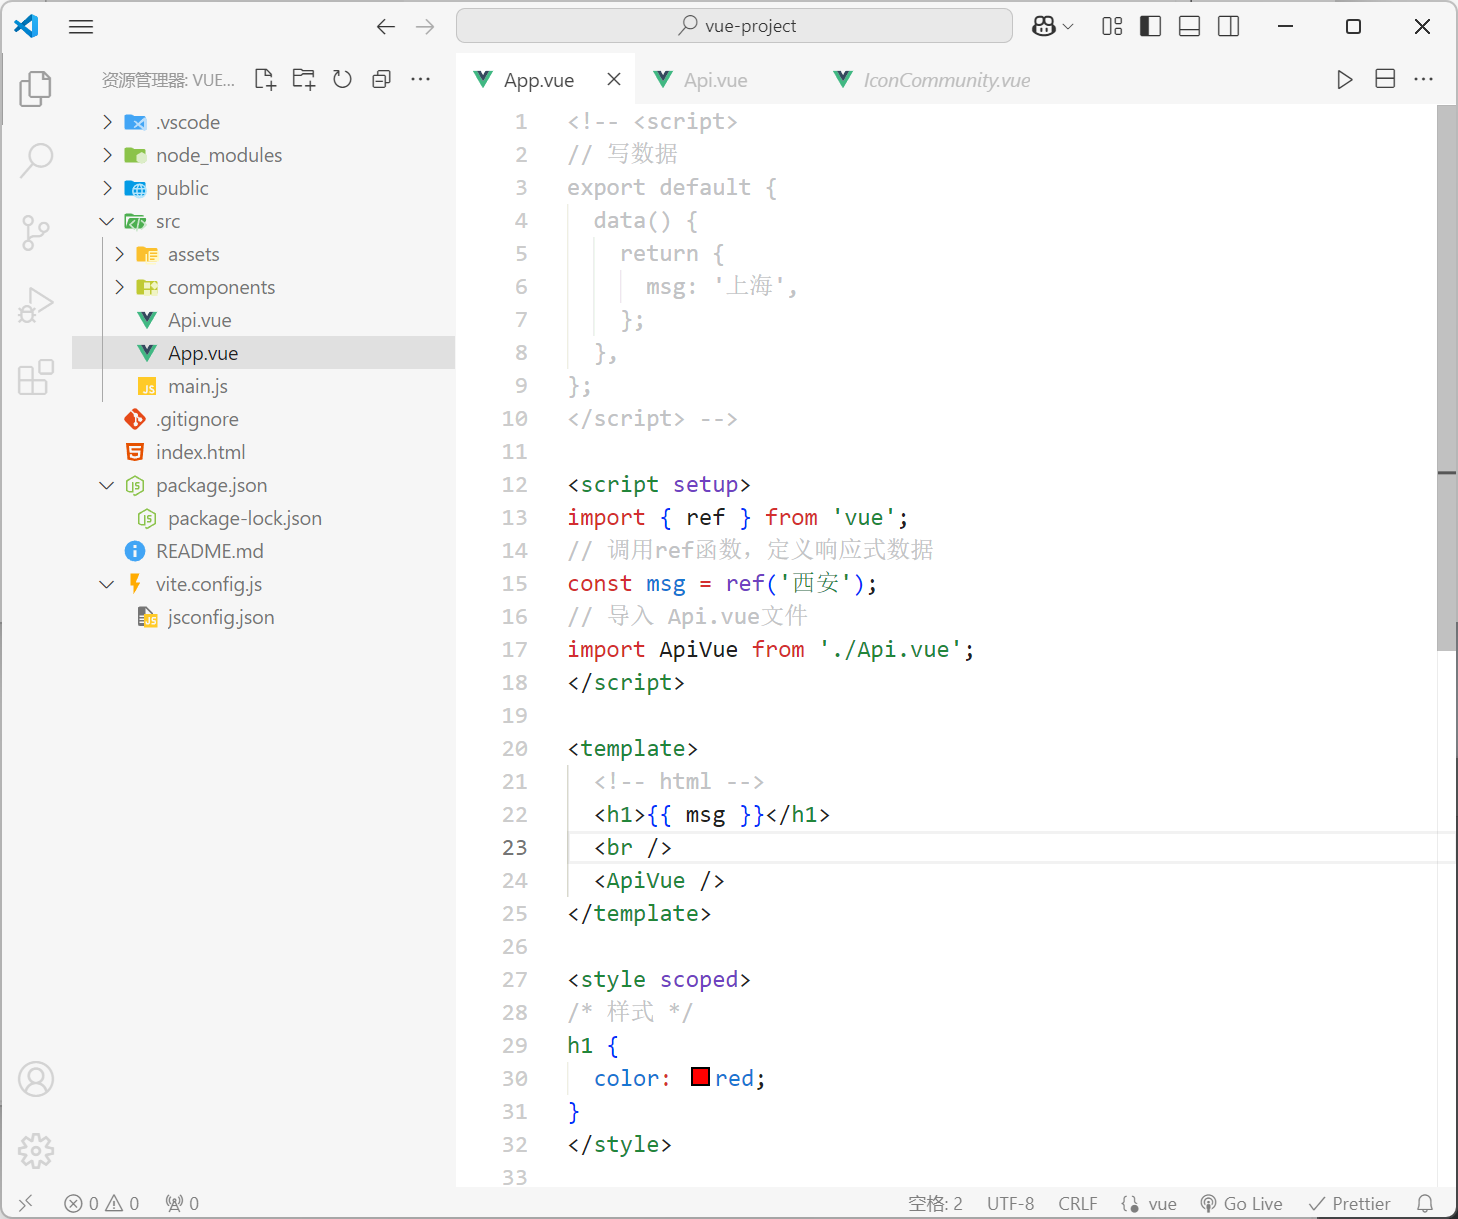 vue-project
资源管理器: VUE...
App.vue
Api.vue
IconCommunity.vue
.vscode
node_modules
public
src
assets
components
Api.vue
App.vue
main.js
.gitignore
index.html
package.json
package-lock.json
README.md
vite.config.js
jsconfig.json
1 <!-- <script>
2 // 写数据
3 export default {
4   data() {
5     return {
6       msg: '上海',
7     };
8   },
9 };
10 </script> -->
11
12 <script setup>
13 import { ref } from 'vue';
14 // 调用ref函数，定义响应式数据
15 const msg = ref('西安');
16 // 导入 Api.vue文件
17 import ApiVue from './Api.vue';
18 </script>
19
20 <template>
21   <!-- html -->
22   <h1>{{ msg }}</h1>
23   <br />
24   <ApiVue />
25 </template>
26
27 <style scoped>
28 /* 样式 */
29 h1 {
30   color: red;
31 }
32 </style>
33
0 0 0 空格: 2 UTF-8 CRLF vue Go Live Prettier